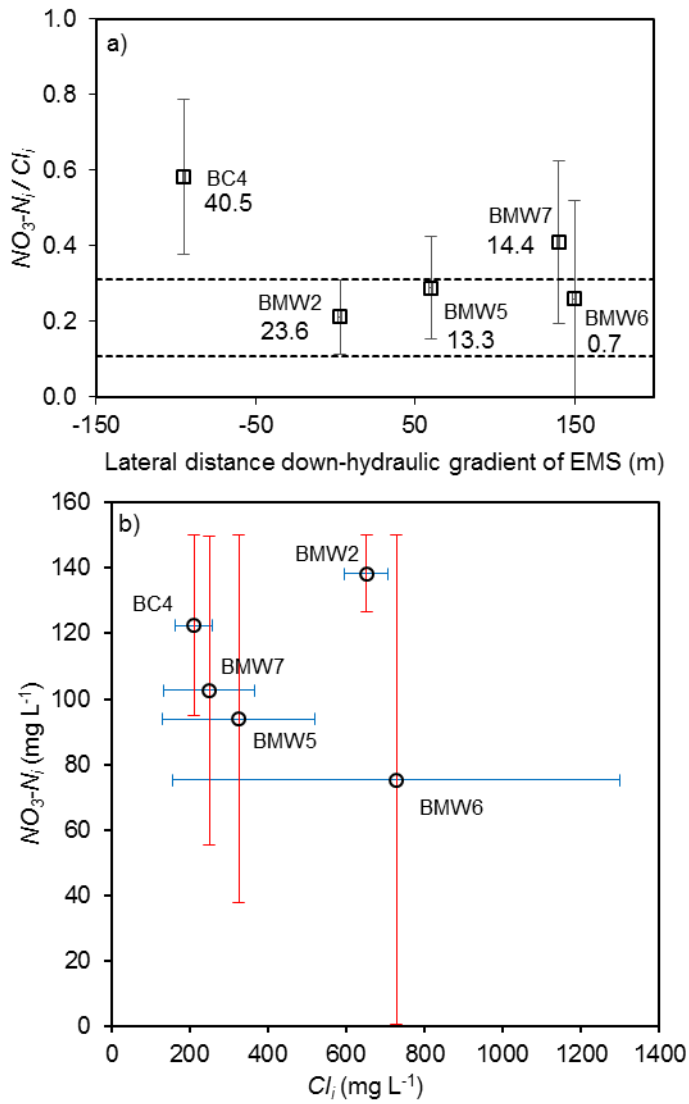 a)
NO3-Ni / Cli
1.0
0.8
0.6
0.4
0.2
0.0
BC4
40.5
BMW7
14.4
BMW2
23.6
BMW5
13.3
BMW6
0.7
-150
-50
50
150
Lateral distance down-hydraulic gradient of EMS (m)
b)
NO3-Ni (mg L-1)
160
140
120
100
80
60
40
20
0
BMW2
BC4
BMW7
BMW5
BMW6
0
200
400
600
800
1000
1200
1400
Cli (mg L-1)